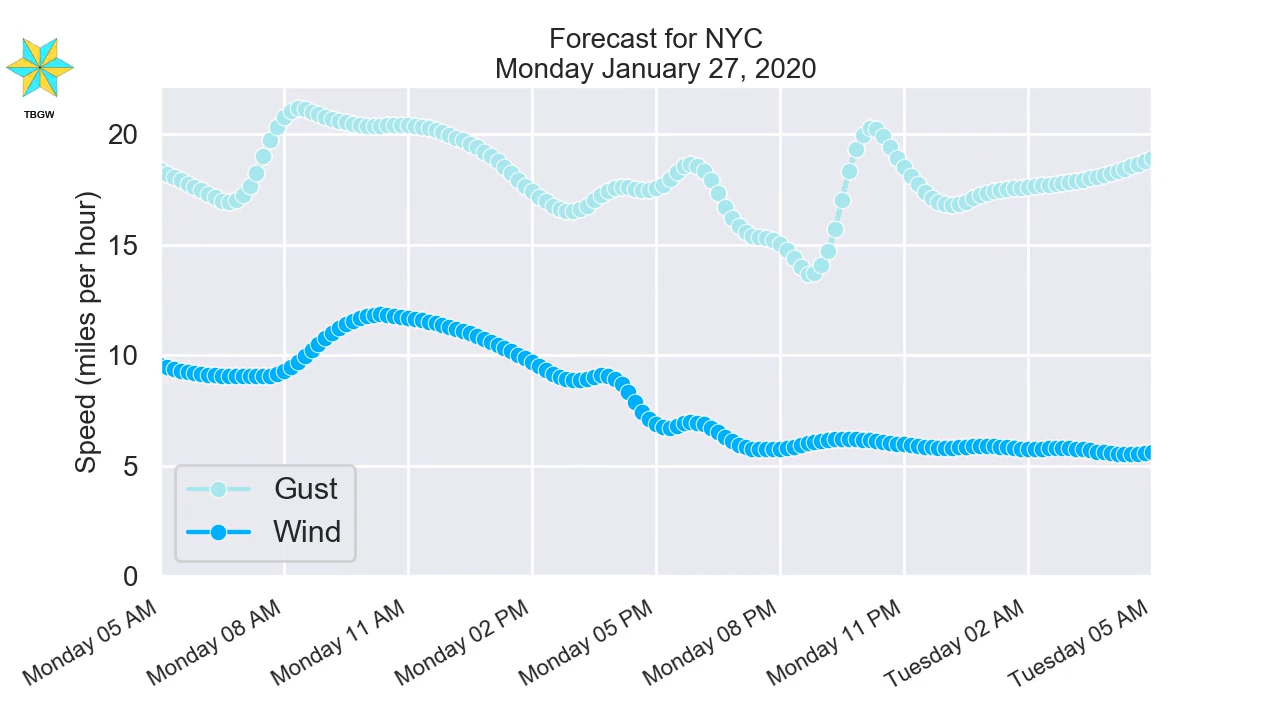 Forecast for NYC
Monday January 27, 2020
TBGW
Speed (miles per hour)
20
15
10
5
0
Gust
Wind
Monday 05 AM
Monday 08 AM
Monday 11 AM
Monday 02 PM
Monday 05 PM
Monday 08 PM
Monday 11 PM
Tuesday 02 AM
Tuesday 05 AM